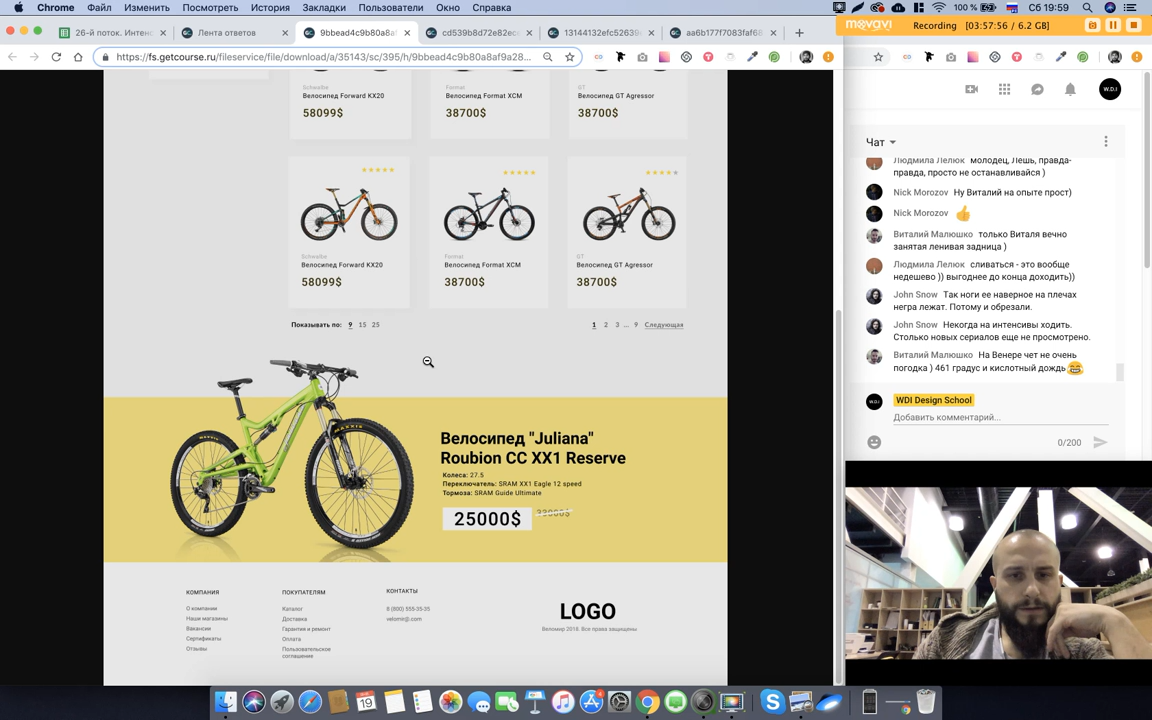 Chrome Файл Изменить Посмотреть История Закладки Пользователи Окно Справка
100 % Сб 19:59
26-й поток. Интенс
Лента ответов
9bbead4c9b80a8af
cd539b8d72e82ec
13144132efc52639
aa6b177f7083faf68
movavi Recording [03:57:56 / 6.2 GB]
https://fs.getcourse.ru/fileservice/file/download/a/35143/sc/395/h/9bbead4c9b80a8af9a28...
Schwalbe
Format
GT
Велосипед Forward KX20
Велосипед Format XCM
Велосипед GT Agressor
58099$
38700$
38700$
Schwalbe
Format
GT
Велосипед Forward KX20
Велосипед Format XCM
Велосипед GT Agressor
58099$
38700$
38700$
Показывать по: 9 15 25
1 2 3 ... 9 Следующая
Велосипед "Juliana"
Roubion CC XX1 Reserve
Колеса: 27.5
Переключатель: SRAM XX1 Eagle 12 speed
Тормоза: SRAM Guide Ultimate
25000$
КОМПАНИЯ
О компании
Наши магазины
Вакансии
Сертификаты
Отзывы
ПОКУПАТЕЛЯМ
Каталог
Доставка
Гарантия и ремонт
Оплата
Пользовательское
соглашение
КОНТАКТЫ
8 (800) 555-35-35
velomir@.com
LOGO
Веломир 2018. Все права защищены
W.D.I
Чат
Людмила Лелюк молодец, Лешь, правда-
правда, просто не останавливайся )
Nick Morozov Ну Виталий на опыте прост)
Nick Morozov 👍
Виталий Малюшко только Виталя вечно
занятая ленивая задница )
Людмила Лелюк сливаться - это вообще
недешево )) выгоднее до конца доходить))
John Snow Так ноги ее наверное на плечах
негра лежат. Потому и обрезали.
John Snow Некогда на интенсивы ходить.
Столько новых сериалов еще не просмотрено.
Виталий Малюшко На Венере чет не очень
погодка ) 461 градус и кислотный дождь😁
W.D.I
WDI Design School
Добавить комментарий...
0/200
19